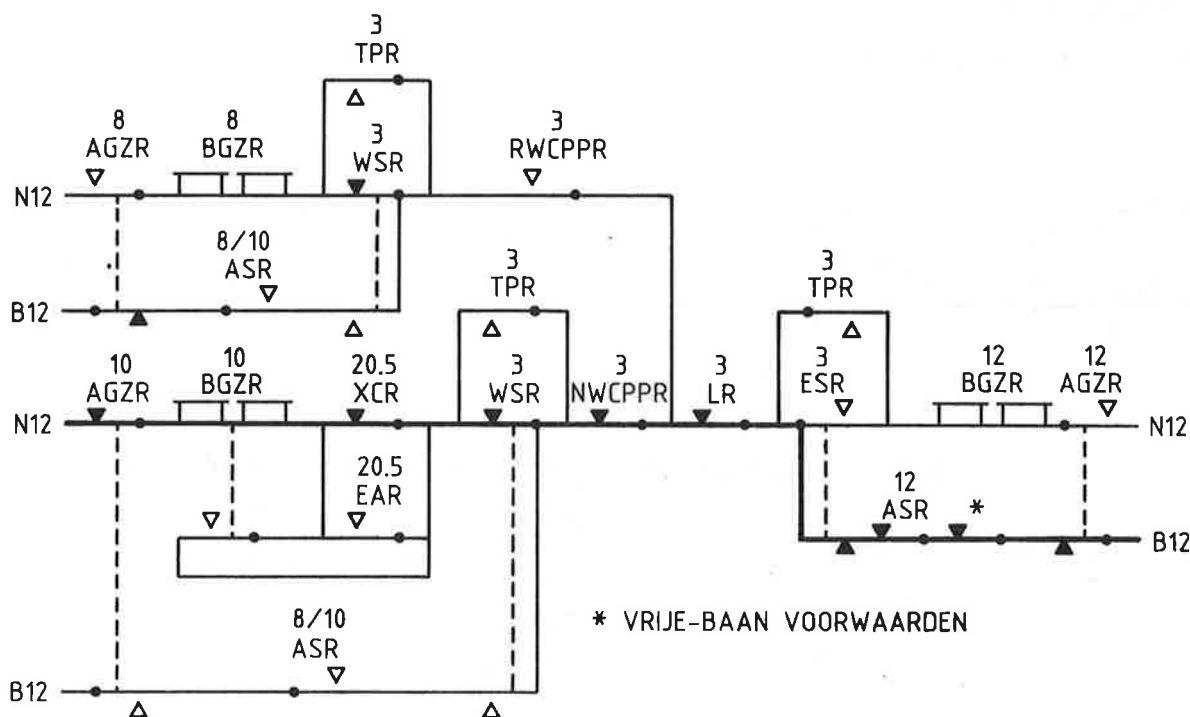 3
TPR
8
AGZR
8
BGZR
3
WSR
3
RWCPPR
N12
8/10
ASR
B12
3
TPR
3
TPR
10
AGZR
10
BGZR
20.5
XCR
3
WSR
3
NWCPPR
3
LR
3
ESR
12
BGZR
12
AGZR
N12
N12
20.5
EAR
12
ASR
*
B12
8/10
ASR
* VRIJE-BAAN VOORWAARDEN
B12